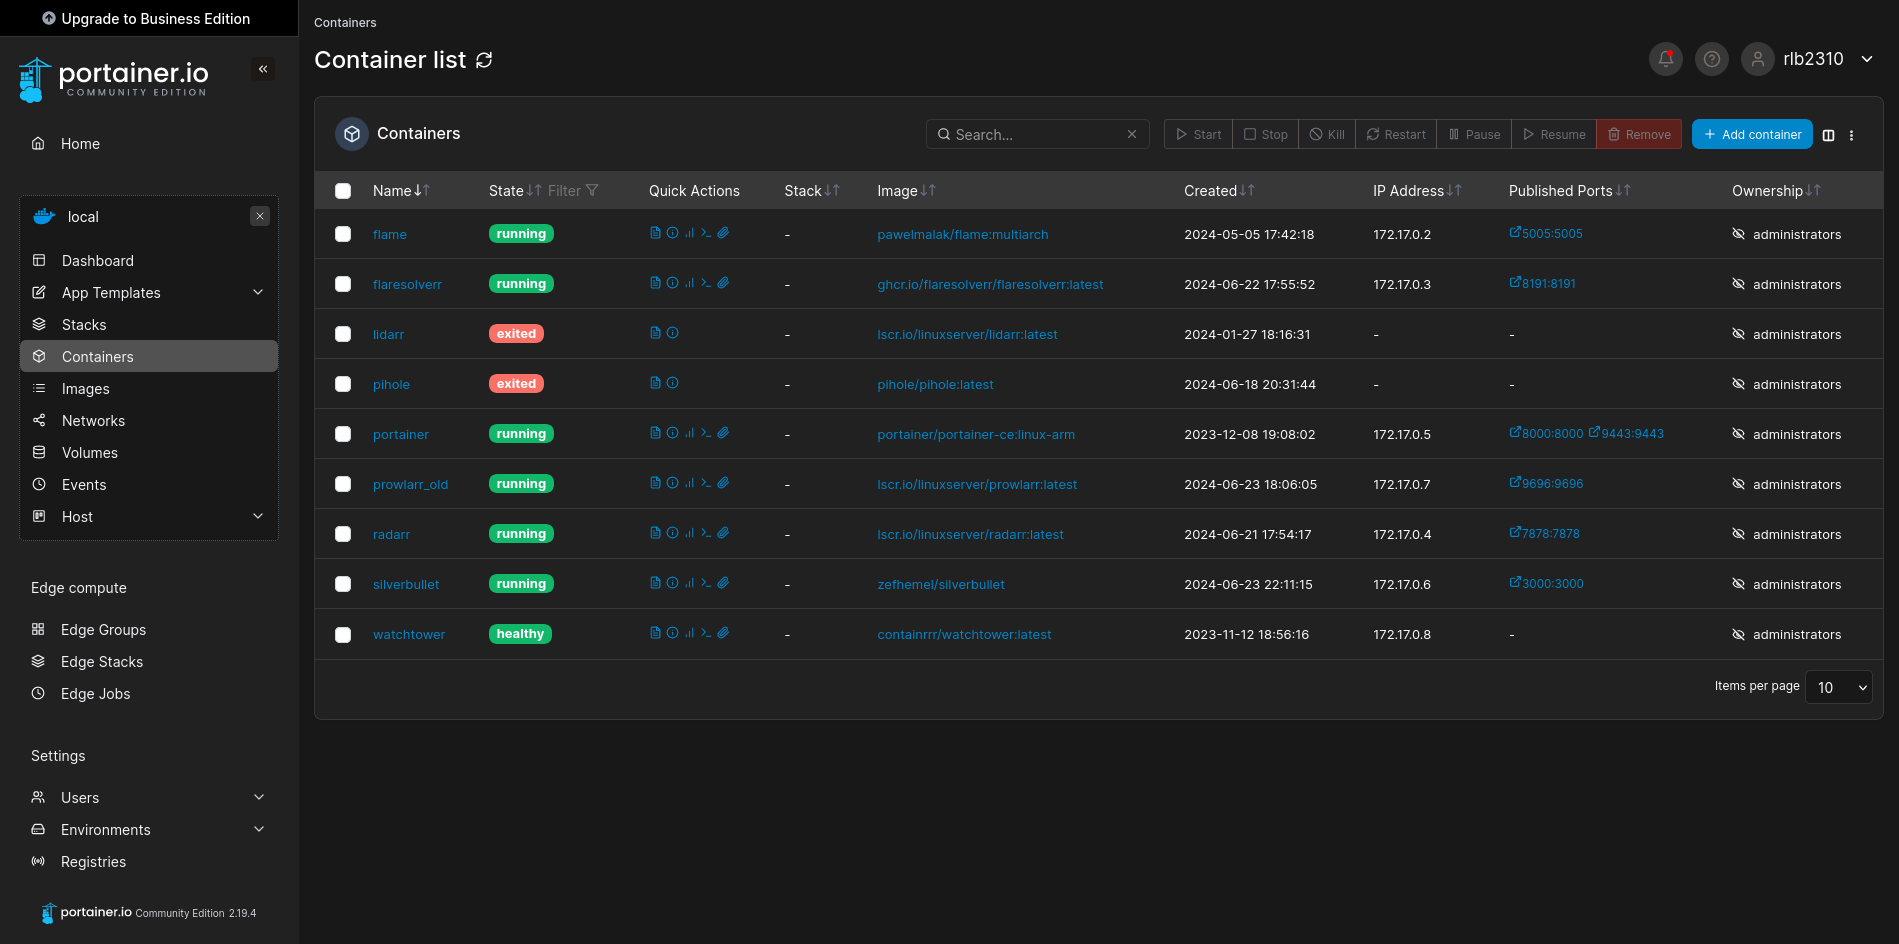 Upgrade to Business Edition
portainer.io
COMMUNITY EDITION
Home
local
Dashboard
App Templates
Stacks
Containers
Images
Networks
Volumes
Events
Host
Edge compute
Edge Groups
Edge Stacks
Edge Jobs
Settings
Users
Environments
Registries
portainer.io Community Edition 2.19.4
Containers
Container list
rlb2310
Containers
Search...
Start Stop Kill Restart Pause Resume Remove
Add container
Name State Filter Quick Actions Stack Image Created IP Address Published Ports Ownership
flame running - pawelmalak/flame:multiarch 2024-05-05 17:42:18 172.17.0.2 5005:5005 administrators
flaresolverr running - ghcr.io/flaresolverr/flaresolverr:latest 2024-06-22 17:55:52 172.17.0.3 8191:8191 administrators
lidarr exited - lscr.io/linuxserver/lidarr:latest 2024-01-27 18:16:31 - - administrators
pihole exited - pihole/pihole:latest 2024-06-18 20:31:44 - - administrators
portainer running - portainer/portainer-ce:linux-arm 2023-12-08 19:08:02 172.17.0.5 8000:8000 9443:9443 administrators
prowlarr_old running - lscr.io/linuxserver/prowlarr:latest 2024-06-23 18:06:05 172.17.0.7 9696:9696 administrators
radarr running - lscr.io/linuxserver/radarr:latest 2024-06-21 17:54:17 172.17.0.4 7878:7878 administrators
silverbullet running - zefhemel/silverbullet 2024-06-23 22:11:15 172.17.0.6 3000:3000 administrators
watchtower healthy - containrrr/watchtower:latest 2023-11-12 18:56:16 172.17.0.8 - administrators
Items per page 10